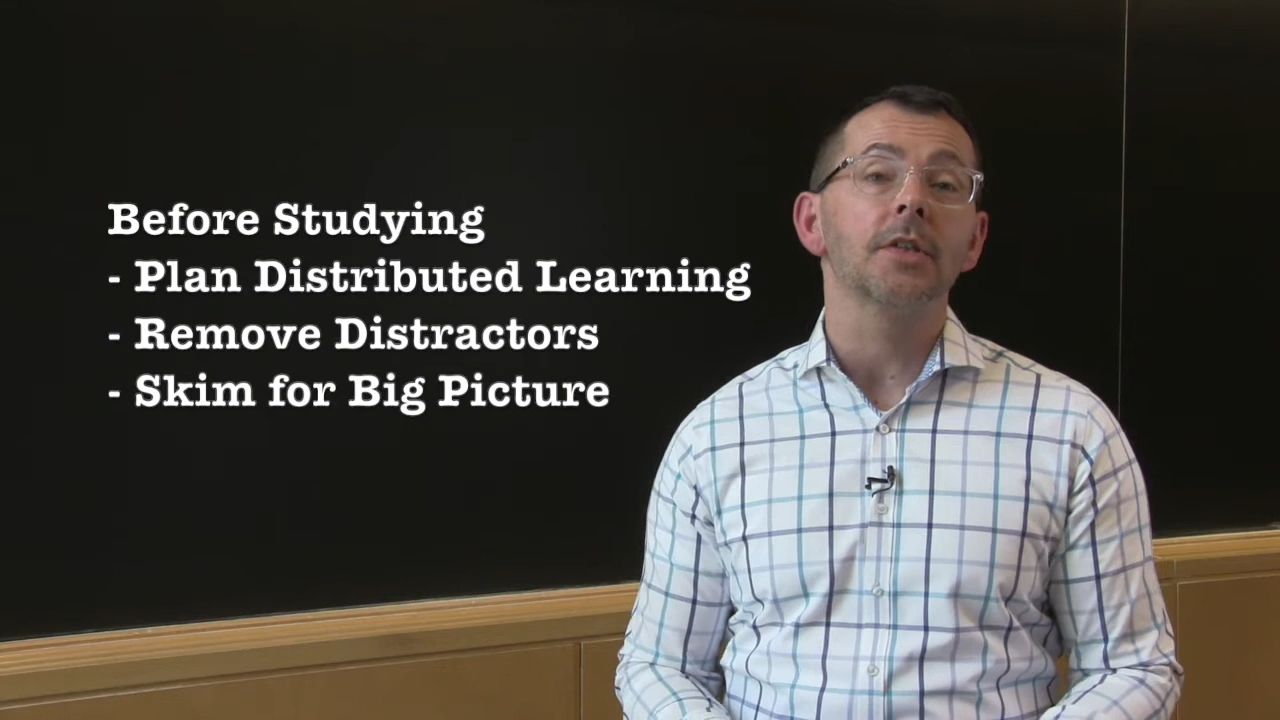 Before Studying
- Plan Distributed Learning
- Remove Distractors
- Skim for Big Picture